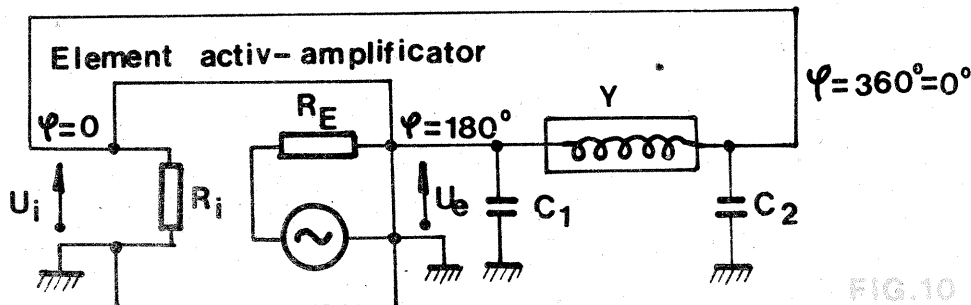 Element activ-amplificator
φ=360°=0°
φ=0
R_E
φ=180°
Y
U_i
R_i
U_e
C_1
C_2
FIG.10